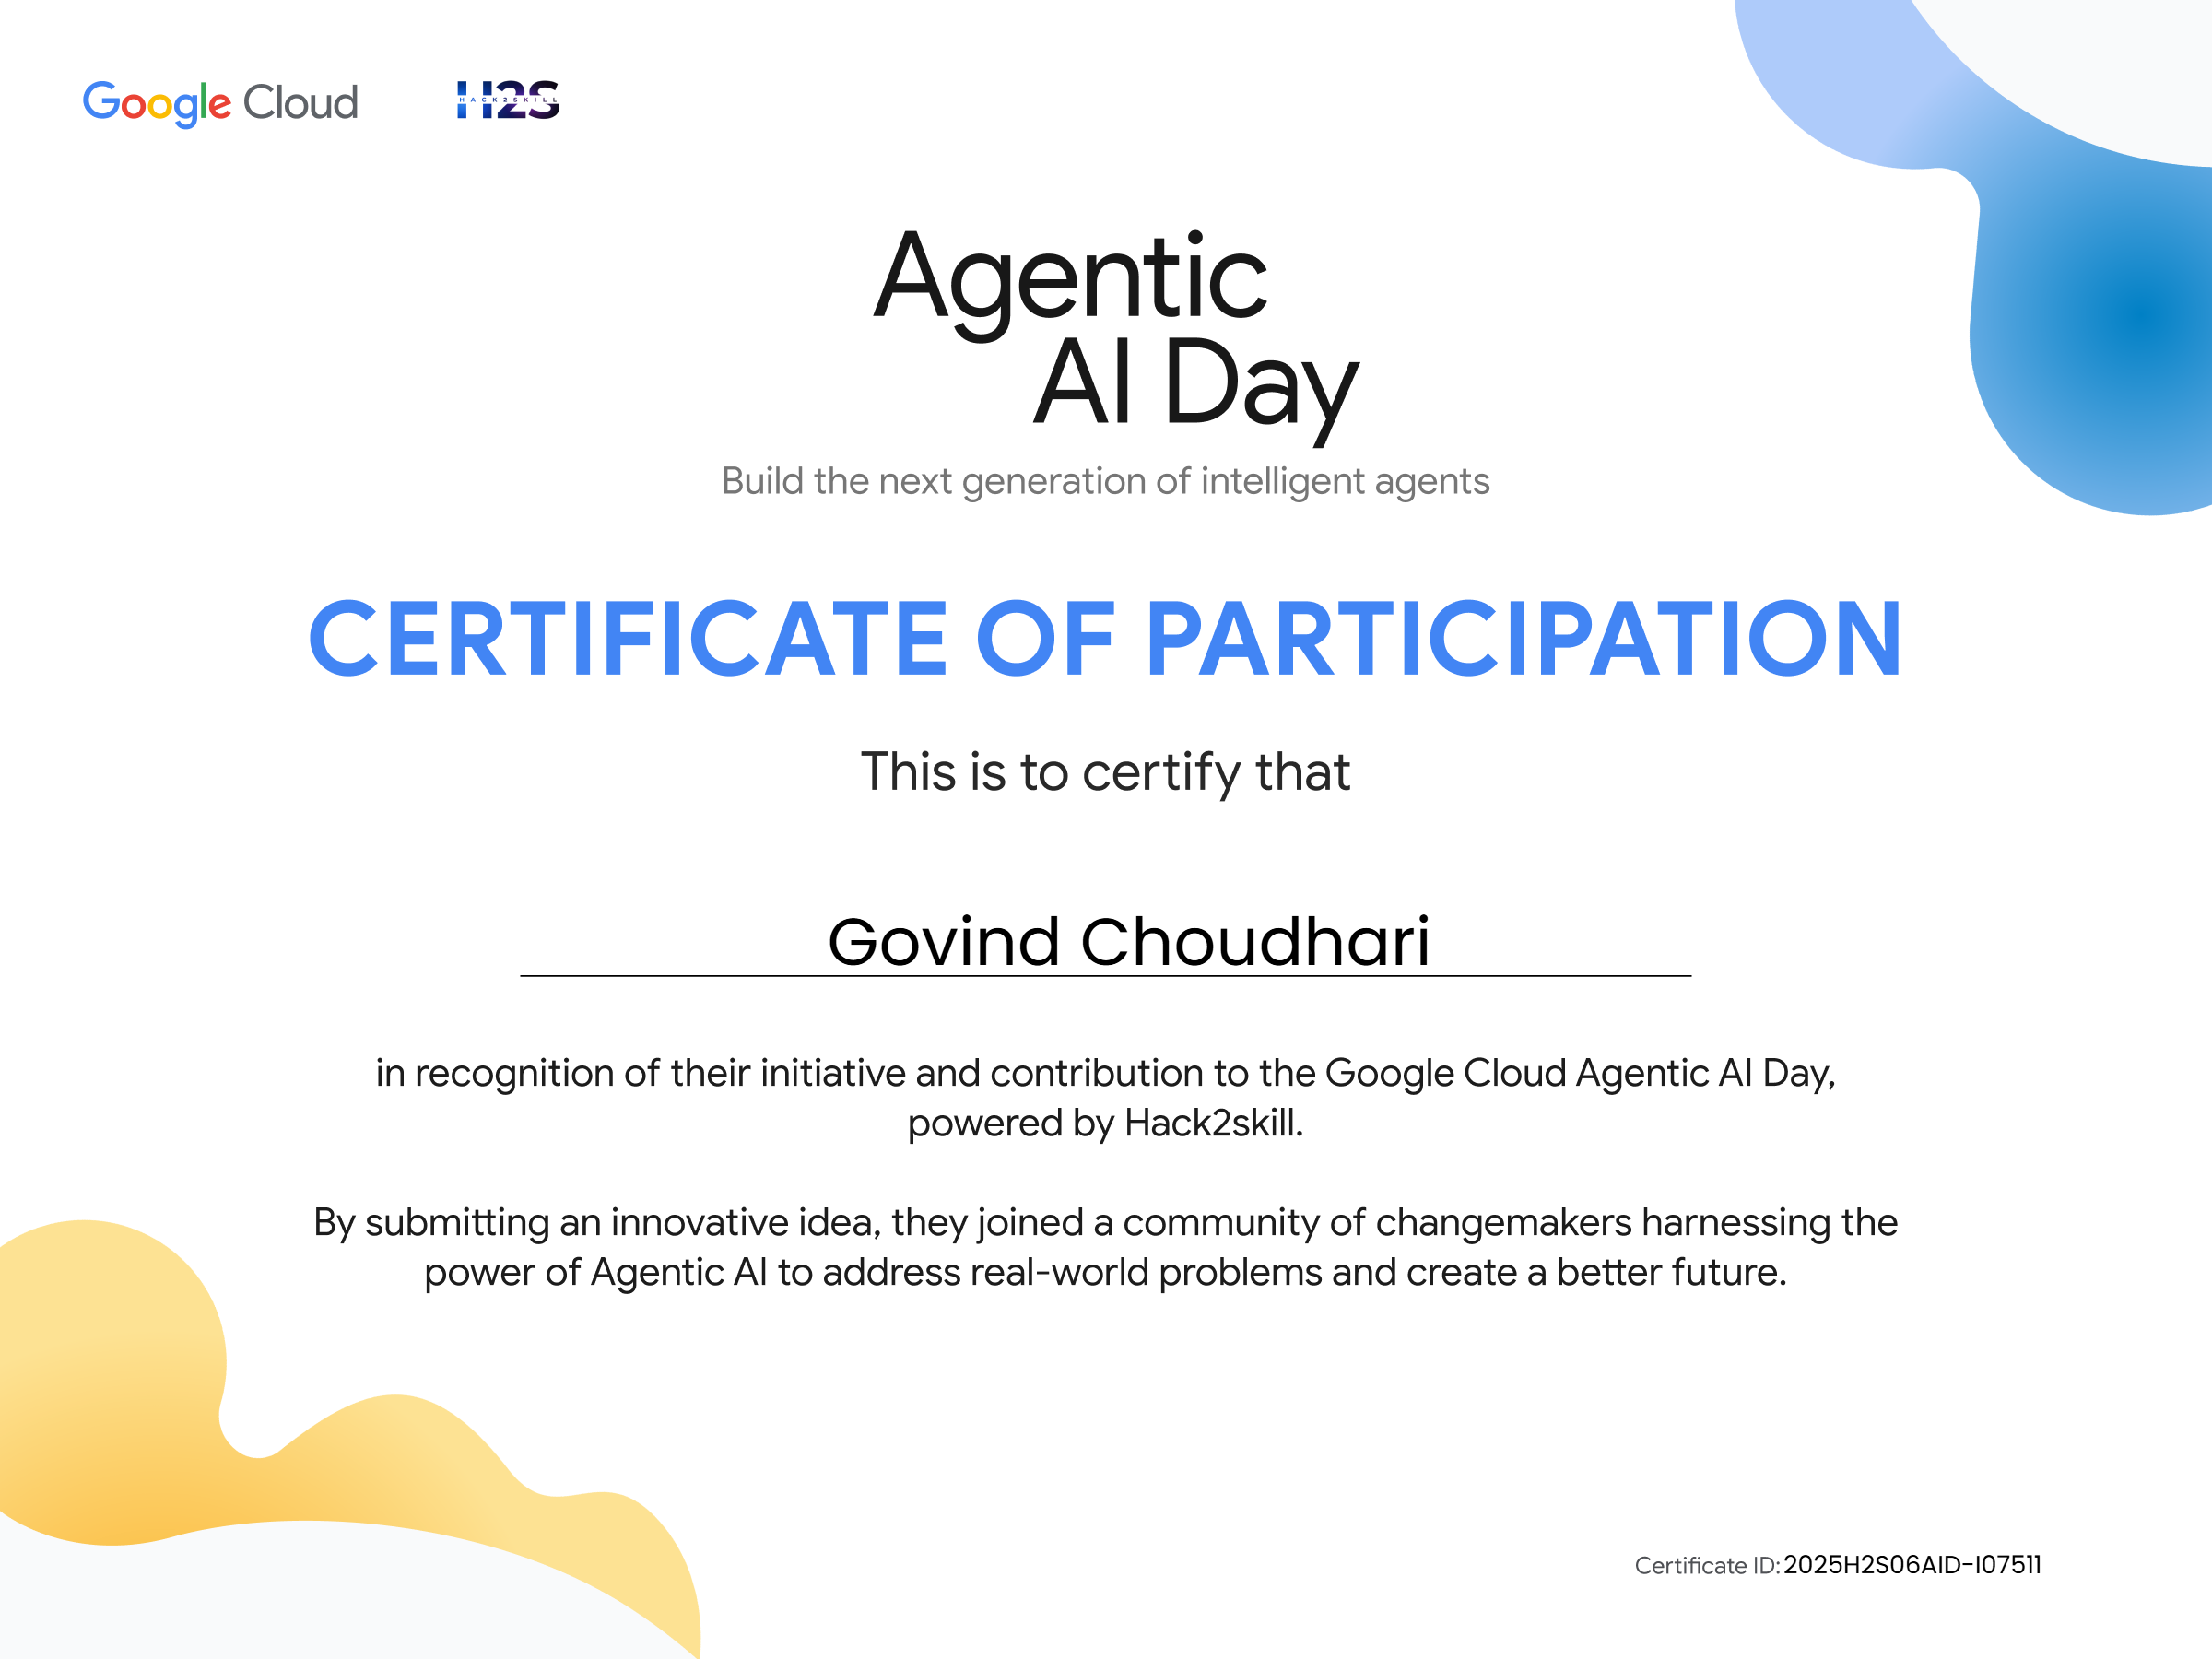 Google Cloud
H2S
HACK2SKILL
Agentic
AI Day
Build the next generation of intelligent agents
CERTIFICATE OF PARTICIPATION
This is to certify that
Govind Choudhari
in recognition of their initiative and contribution to the Google Cloud Agentic AI Day,
powered by Hack2skill.
By submitting an innovative idea, they joined a community of changemakers harnessing the
power of Agentic AI to address real-world problems and create a better future.
Certificate ID: 2025H2S06AID-I07511